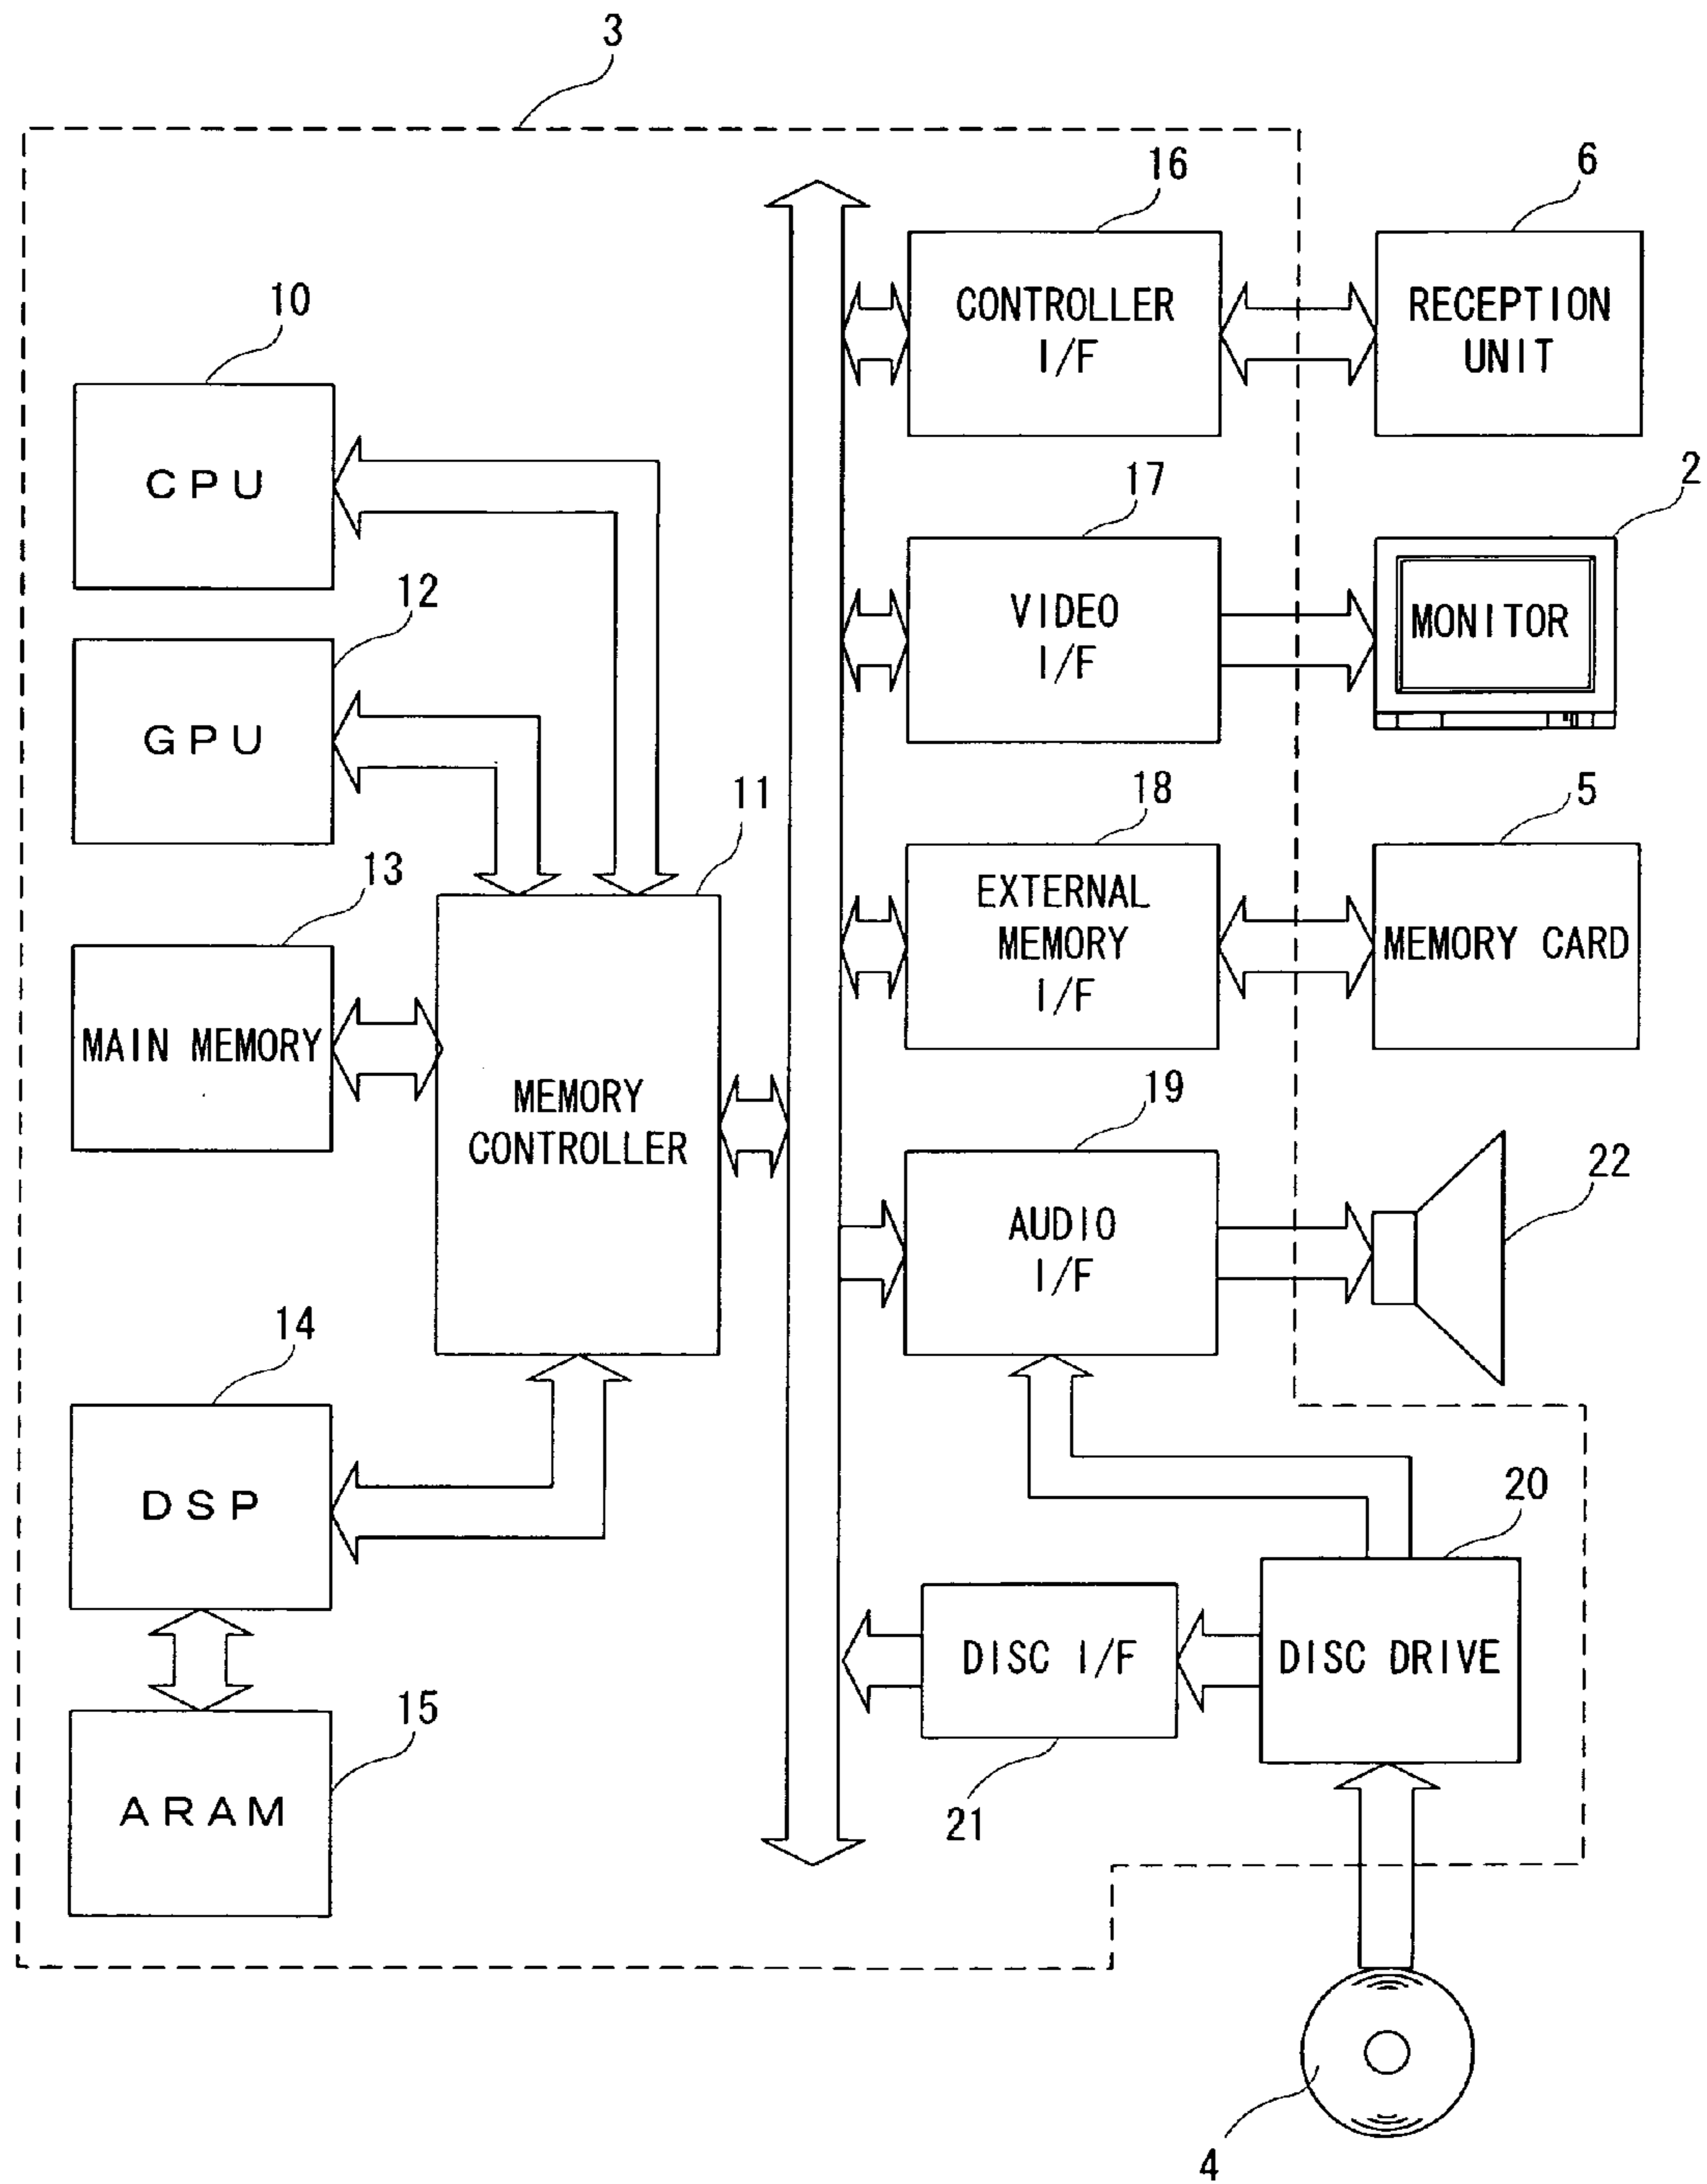 3
16
6
CONTROLLER
I/F
RECEPTION
UNIT
10
CPU
17
2
VIDEO
I/F
MONITOR
12
GPU
11
18
5
EXTERNAL
MEMORY
I/F
MEMORY CARD
13
MAIN MEMORY
MEMORY
CONTROLLER
19
22
AUDIO
I/F
14
DSP
20
DISC I/F
DISC DRIVE
15
21
ARAM
4